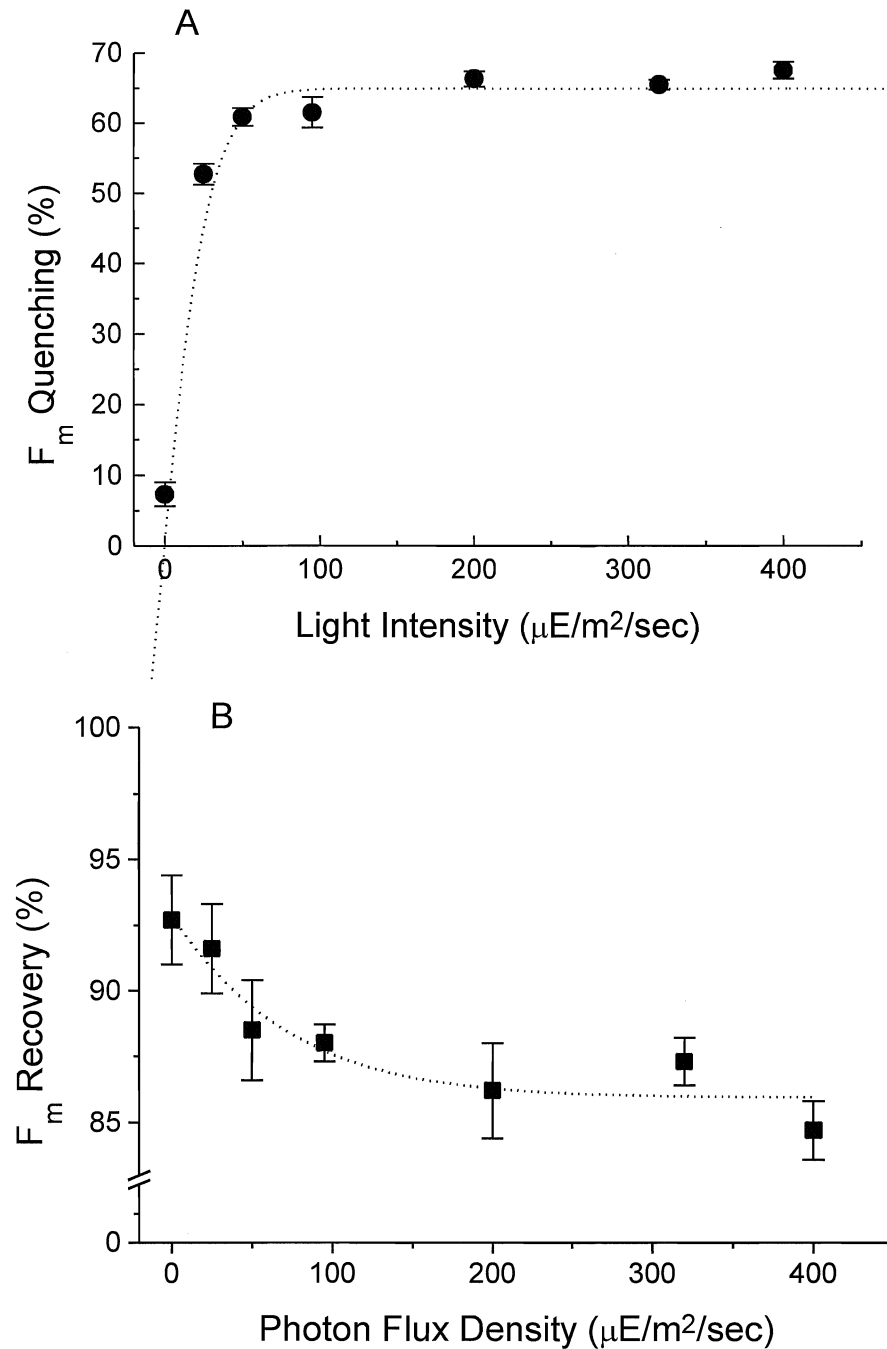 A
70
60
50
40
30
20
10
0
Fm Quenching (%)
0 100 200 300 400
Light Intensity (μE/m2/sec)
B
100
95
90
85
0
Fm Recovery (%)
0 100 200 300 400
Photon Flux Density (μE/m2/sec)